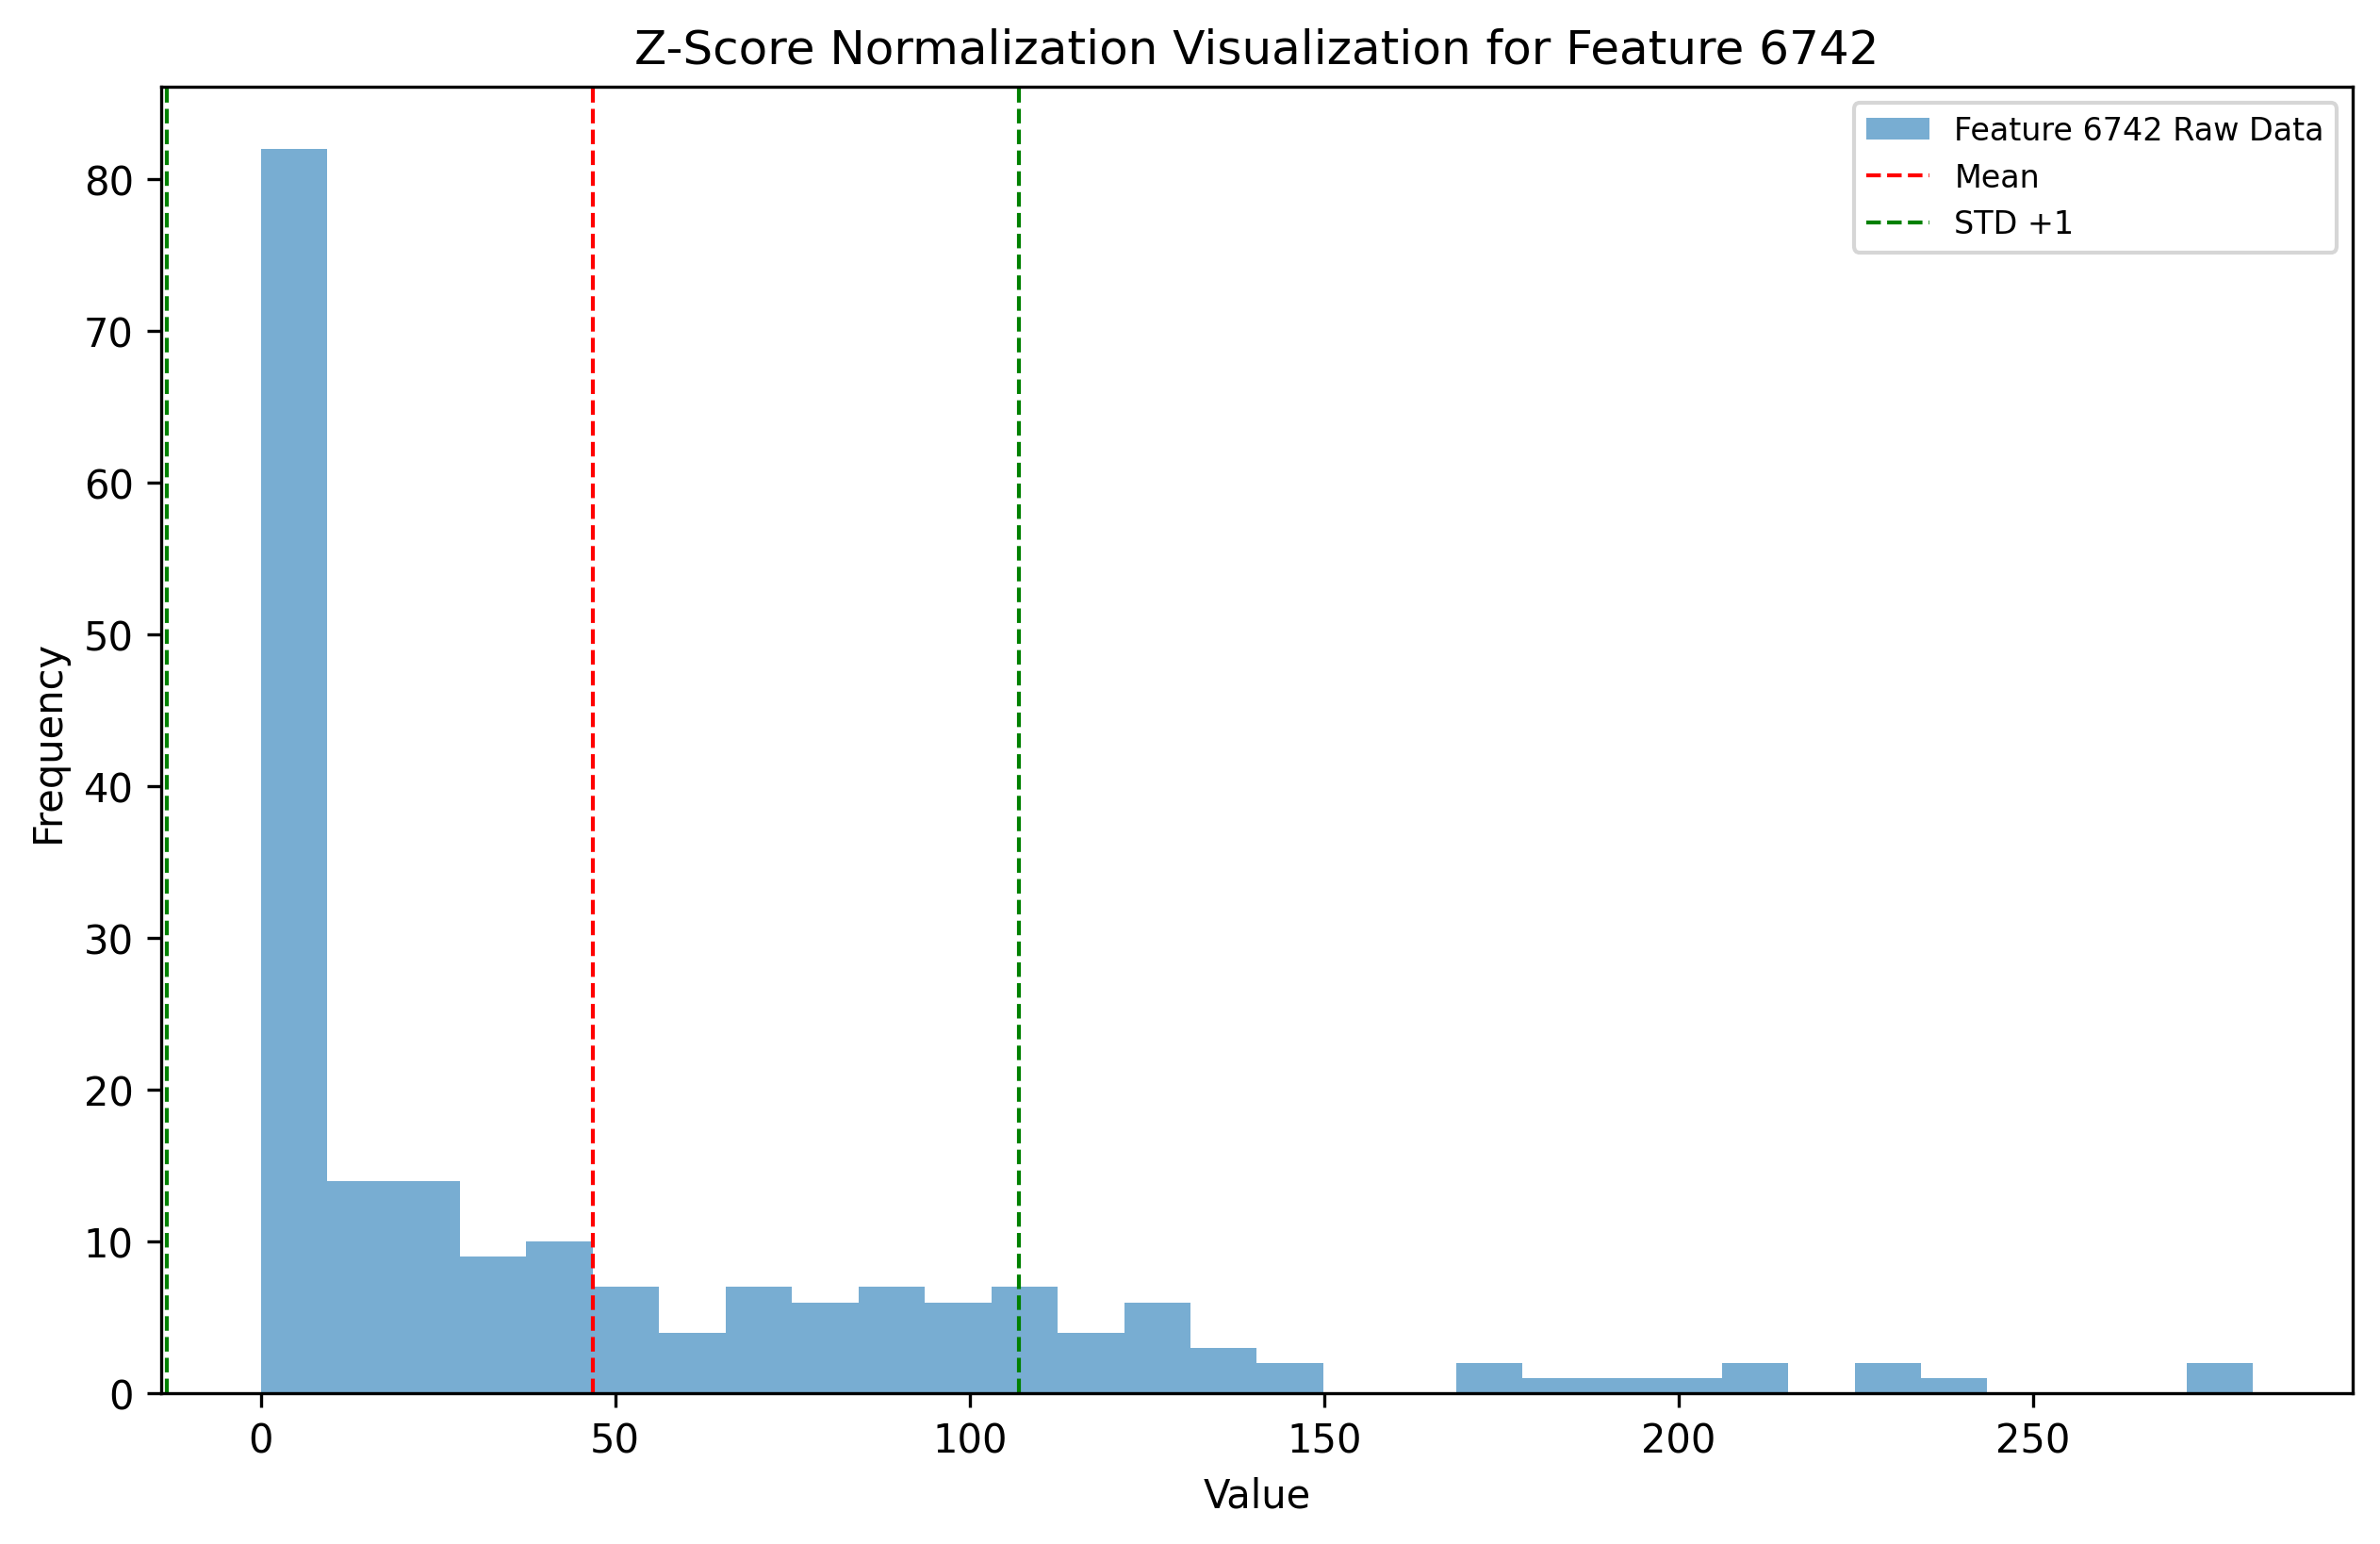 Z-Score Normalization Visualization for Feature 6742
Feature 6742 Raw Data
Mean
STD +1
Frequency
80
70
60
50
40
30
20
10
0
0 50 100 150 200 250
Value